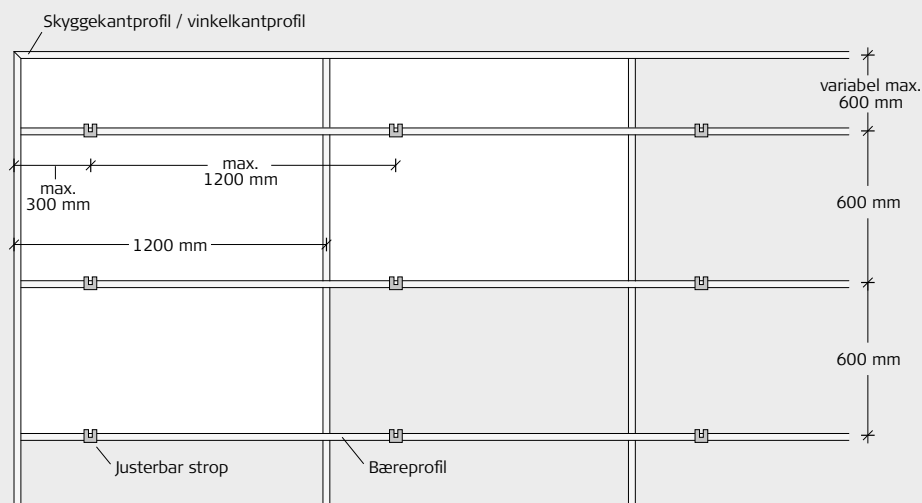 Skyggekantprofil / vinkelkantprofil
variabel max.
600 mm
max.
1200 mm
max.
300 mm
600 mm
1200 mm
600 mm
Justerbar strop
Bæreprofil